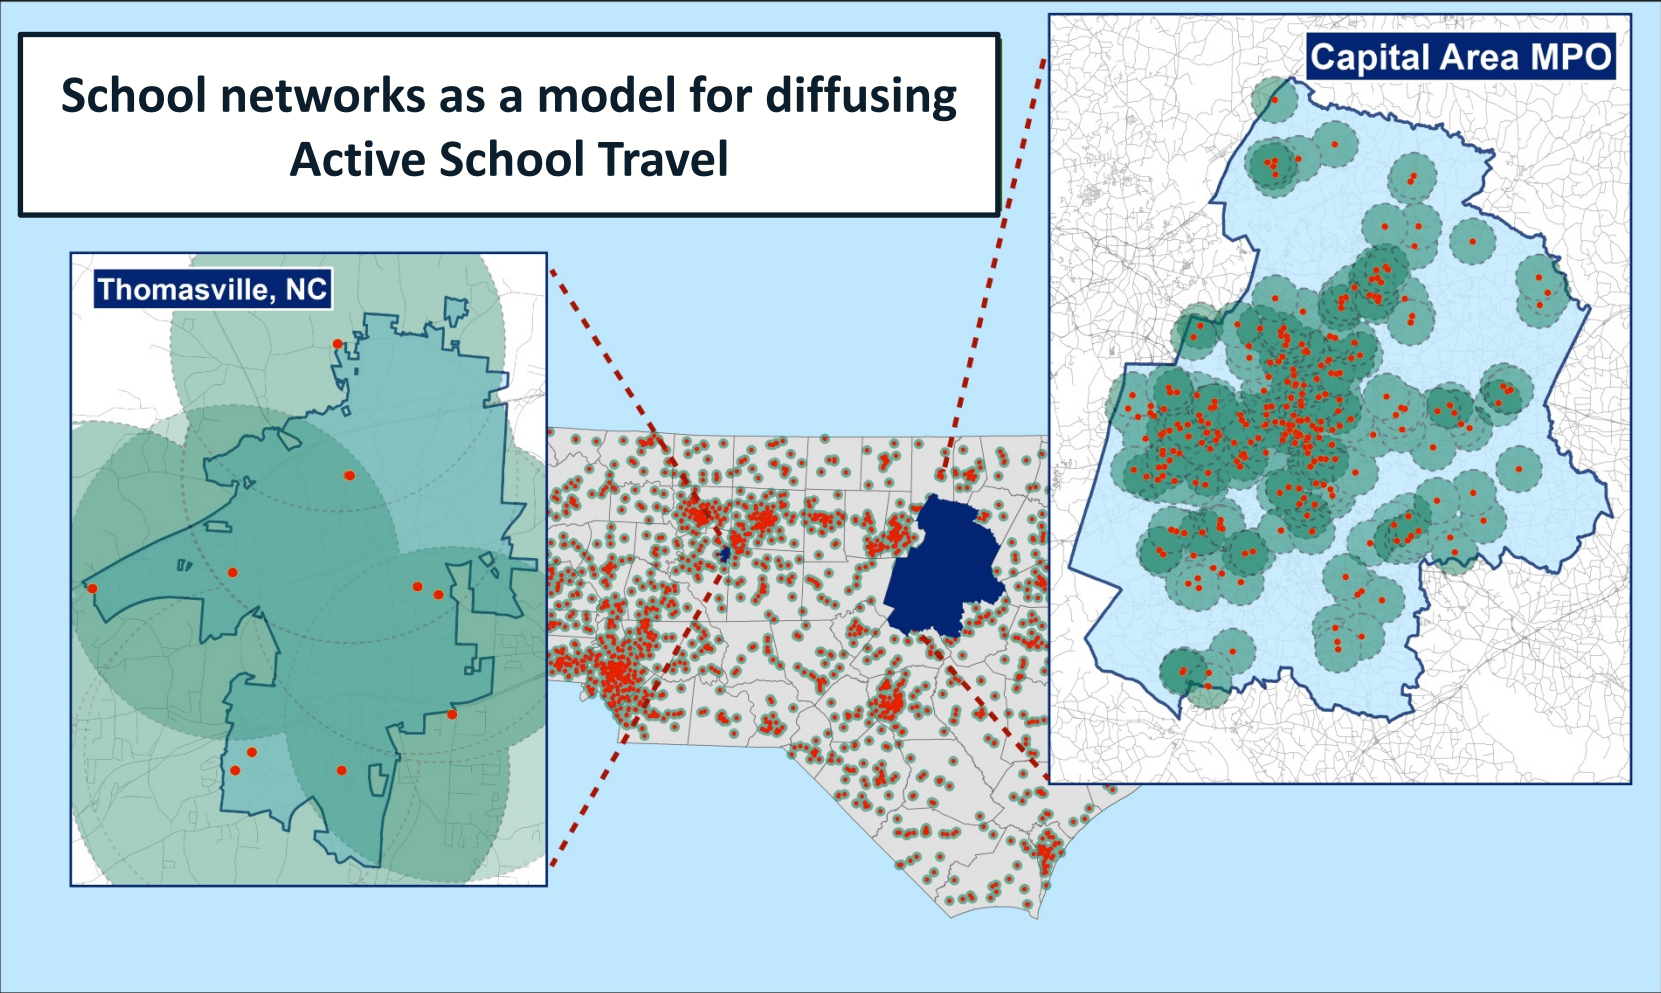 School networks as a model for diffusing
Active School Travel
Capital Area MPO
Thomasville, NC